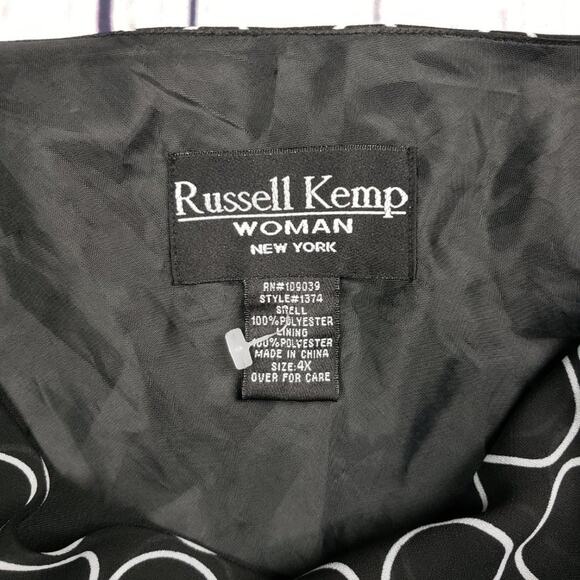 Russell Kemp
WOMAN
NEW YORK
RN#109039
STYLE#1374
SHELL
100%POLYESTER
LINING
100%POLYESTER
MADE IN CHINA
SIZE:4X
OVER FOR CARE